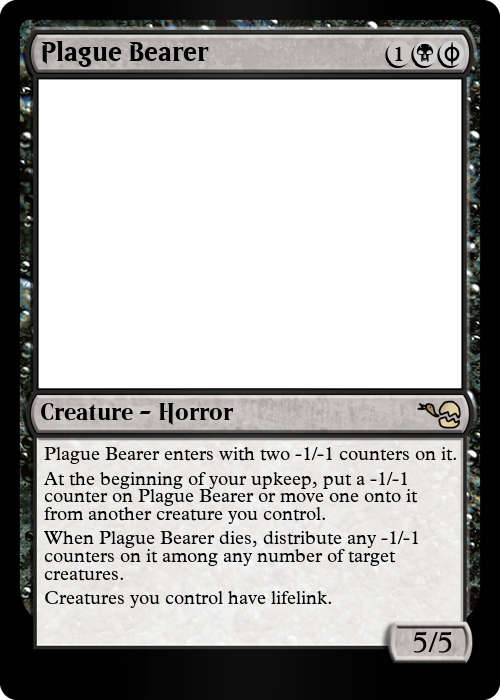 Plague Bearer 1
Creature – Horror
Plague Bearer enters with two -1/-1 counters on it.
At the beginning of your upkeep, put a -1/-1
counter on Plague Bearer or move one onto it
from another creature you control.
When Plague Bearer dies, distribute any -1/-1
counters on it among any number of target
creatures.
Creatures you control have lifelink.
5/5